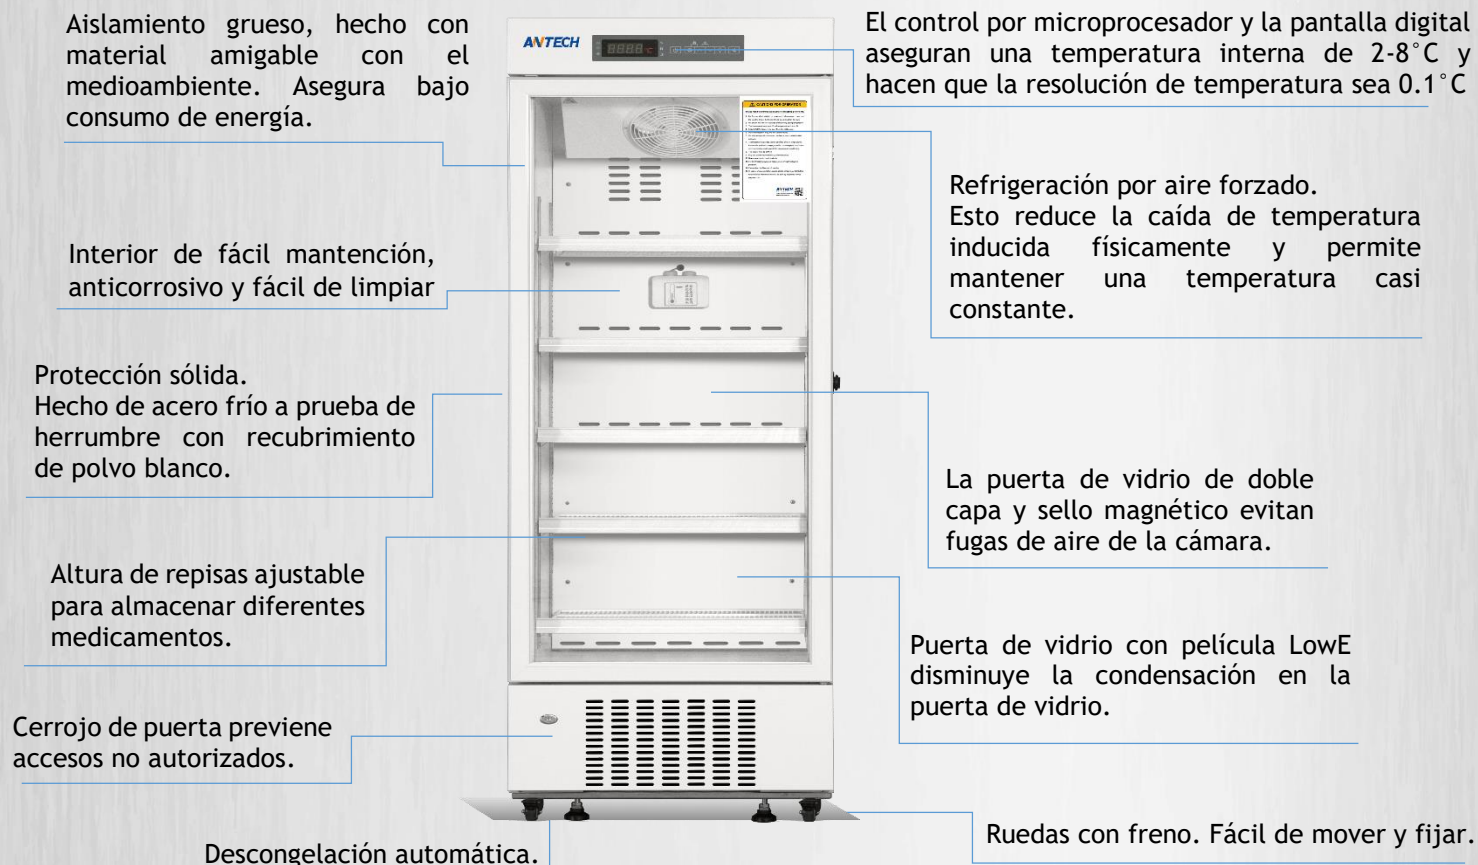 Aislamiento grueso, hecho con
material amigable con el
medioambiente. Asegura bajo
consumo de energía.
Interior de fácil mantención,
anticorrosivo y fácil de limpiar
Protección sólida.
Hecho de acero frío a prueba de
herrumbre con recubrimiento
de polvo blanco.
Altura de repisas ajustable
para almacenar diferentes
medicamentos.
Cerrojo de puerta previene
accesos no autorizados.
Descongelación automática.
ANTECH
El control por microprocesador y la pantalla digital
aseguran una temperatura interna de 2-8°C y
hacen que la resolución de temperatura sea 0.1°C
Refrigeración por aire forzado.
Esto reduce la caída de temperatura
inducida físicamente y permite
mantener una temperatura casi
constante.
La puerta de vidrio de doble
capa y sello magnético evitan
fugas de aire de la cámara.
Puerta de vidrio con película LowE
disminuye la condensación en la
puerta de vidrio.
Ruedas con freno. Fácil de mover y fijar.